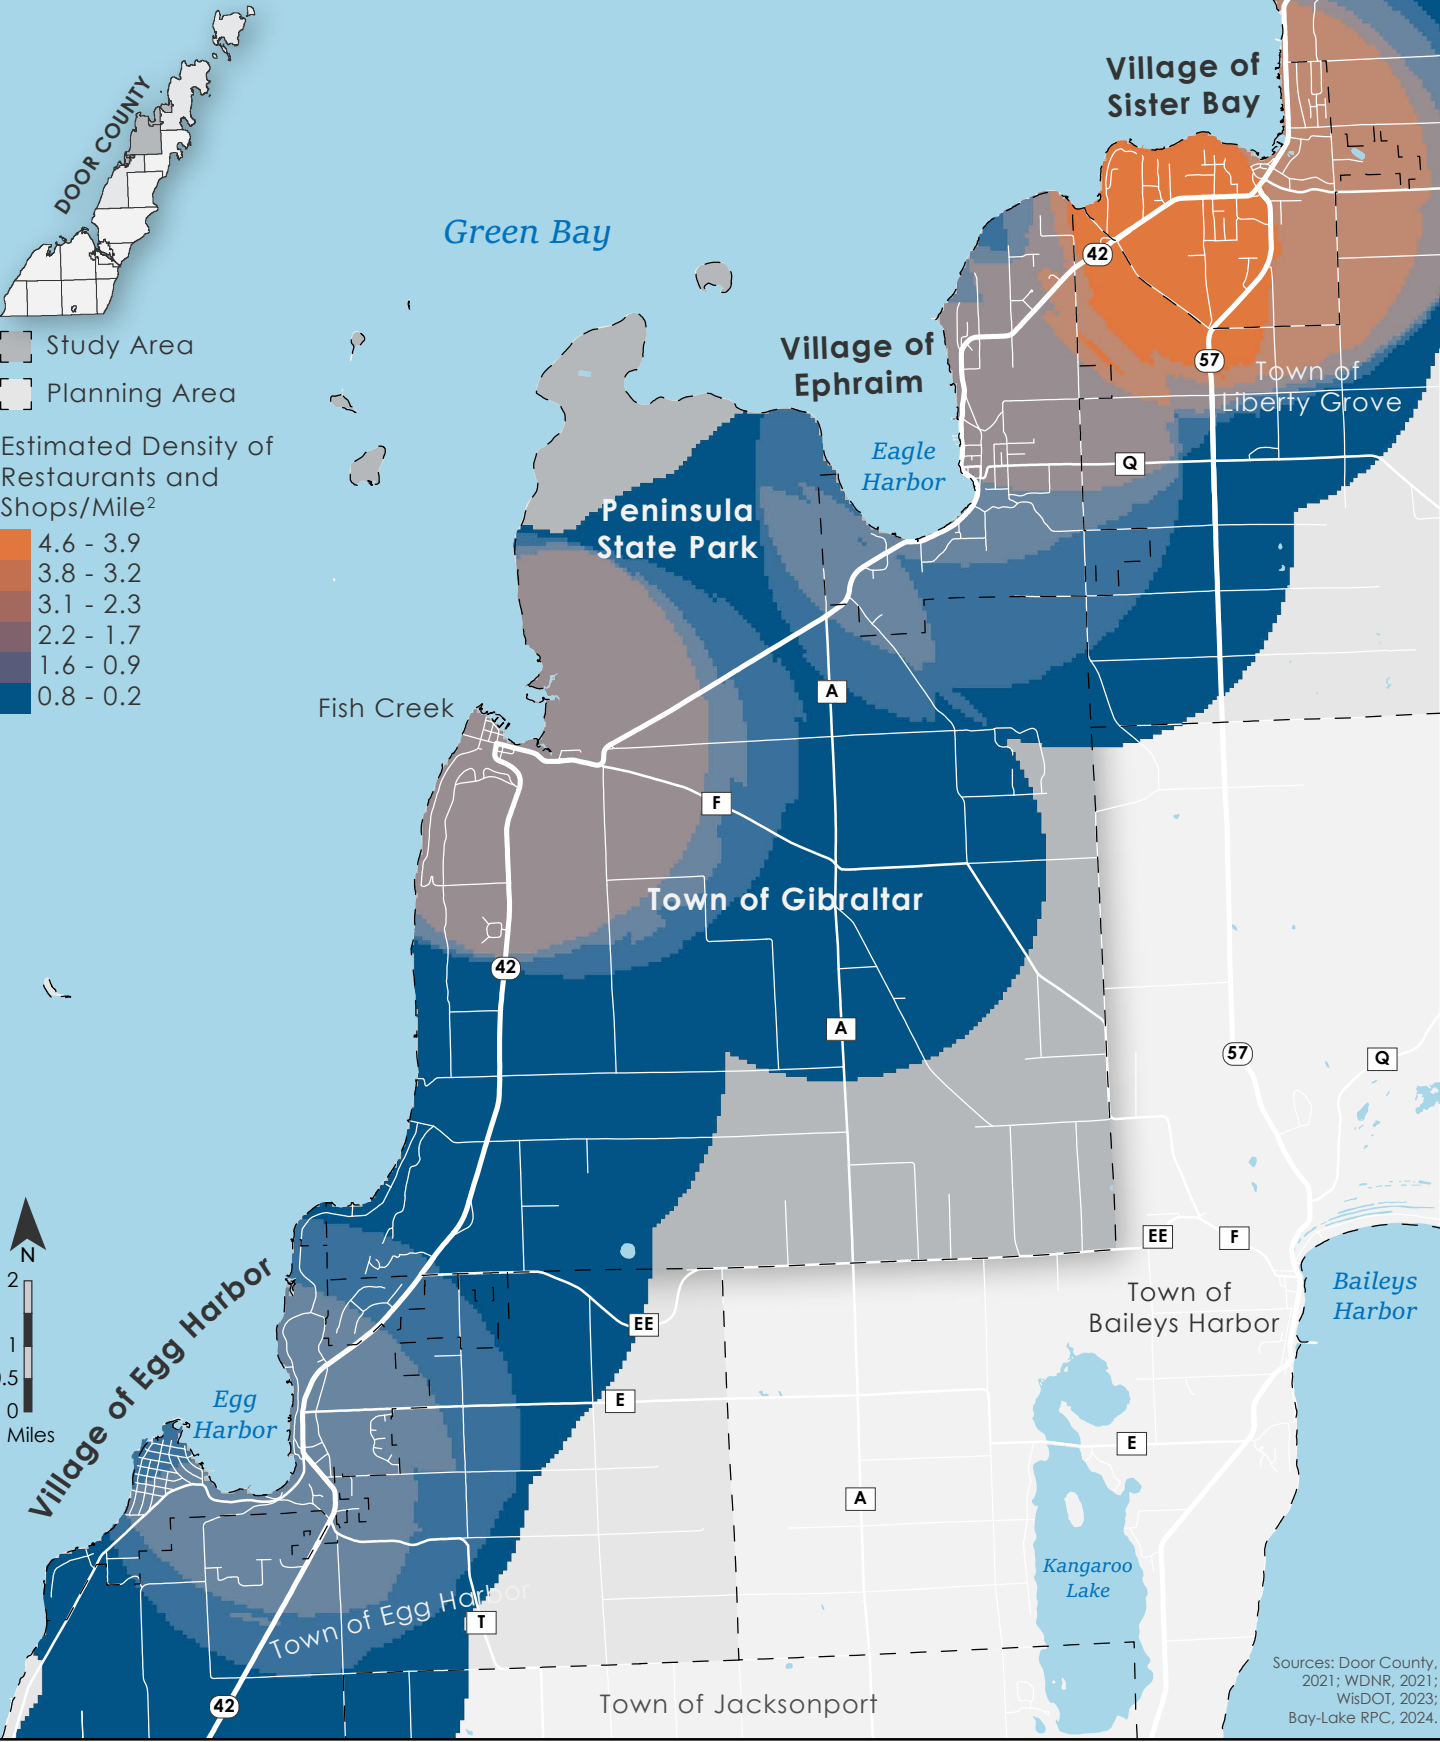 DOOR COUNTY
Village of
Sister Bay
Green Bay
42
Study Area
Planning Area
Village of
Ephraim
57
Town of
Liberty Grove
Estimated Density of
Restaurants and
Shops/Mile²
4.6 - 3.9
3.8 - 3.2
3.1 - 2.3
2.2 - 1.7
1.6 - 0.9
0.8 - 0.2
Eagle
Harbor
Q
Peninsula
State Park
A
Fish Creek
F
Town of Gibraltar
42
A
57
Q
N
2
1
0.5
0
Miles
EE
F
Village of Egg Harbor
Town of
Baileys Harbor
Baileys
Harbor
EE
Egg
Harbor
E
E
A
Kangaroo
Lake
Town of Egg Harbor
T
42
Town of Jacksonport
Sources: Door County,
2021; WDNR, 2021;
WisDOT, 2023;
Bay-Lake RPC, 2024.